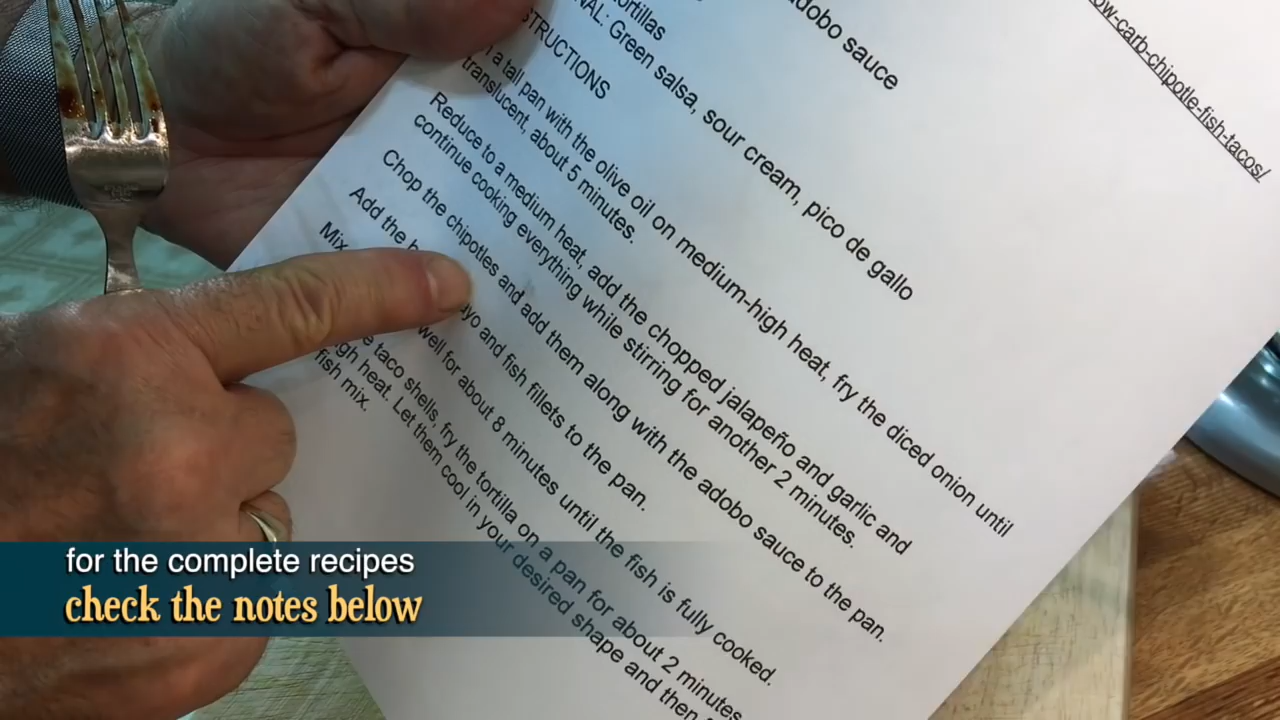 adobo sauce
tortillas
NAL: Green salsa, sour cream, pico de gallo
STRUCTIONS
a tall pan with the olive oil on medium-high heat, fry the diced onion until
translucent, about 5 minutes.
Reduce to a medium heat, add the chopped jalapeño and garlic and
continue cooking everything while stirring for another 2 minutes.
Chop the chipotles and add them along with the adobo sauce to the pan.
Add the
and fish fillets to the pan.
Mix
well for about 8 minutes until the fish is fully cooked.
taco shells, fry the tortilla on a pan for about 2 minutes
heat. Let them cool in your desired shape and then
fish mix.
ow-carb-chipotle-fish-tacos/
for the complete recipes
check the notes below